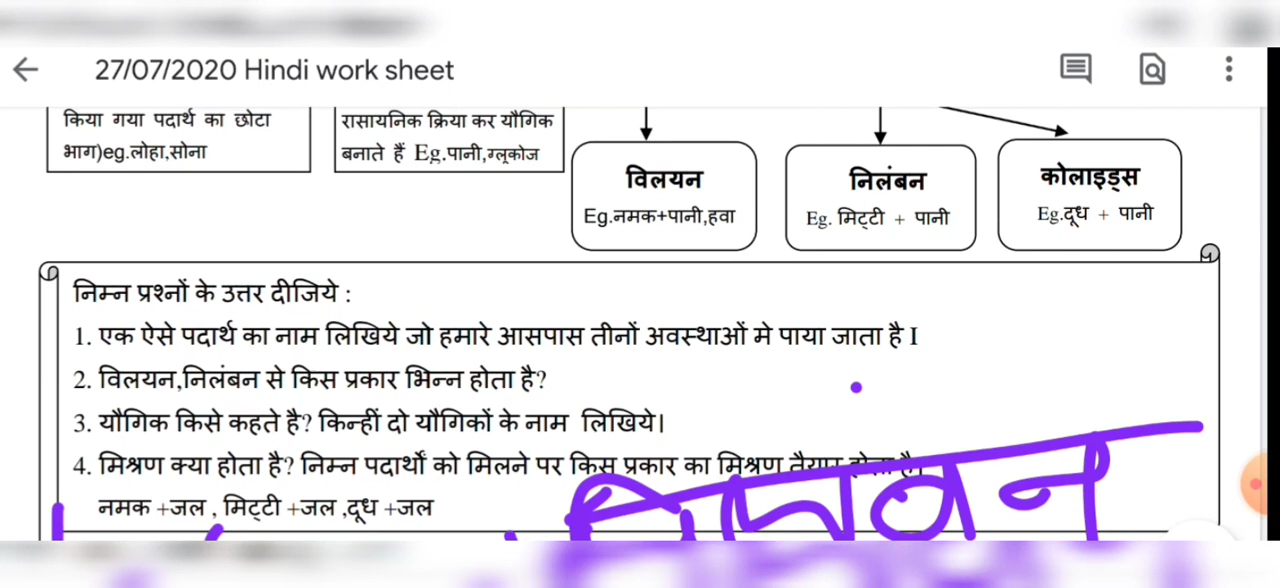 27/07/2020 Hindi work sheet
किया गया पदार्थ का छोटा
भाग)eg.लोहा,सोना
रासायनिक क्रिया कर यौगिक
बनाते हैं Eg.पानी,ग्लूकोज
विलयन
Eg.नमक+पानी,हवा
निलंबन
Eg. मिट्टी + पानी
कोलाइड्स
Eg.दूध + पानी
निम्न प्रश्नों के उत्तर दीजिये :
1. एक ऐसे पदार्थ का नाम लिखिये जो हमारे आसपास तीनों अवस्थाओं मे पाया जाता है I
2. विलयन,निलंबन से किस प्रकार भिन्न होता है?
3. यौगिक किसे कहते है? किन्हीं दो यौगिकों के नाम लिखिये।
4. मिश्रण क्या होता है? निम्न पदार्थों को मिलने पर किस प्रकार का मिश्रण तैयार होता है।
नमक +जल , मिट्टी +जल ,दूध +जल